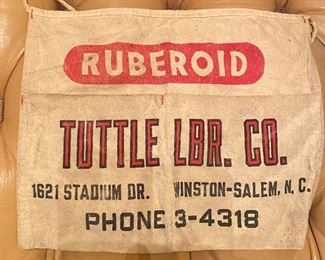 RUBEROID
TUTTLE LBR. CO.
1621 STADIUM DR. WINSTON-SALEM, N. C.
PHONE 3-4318